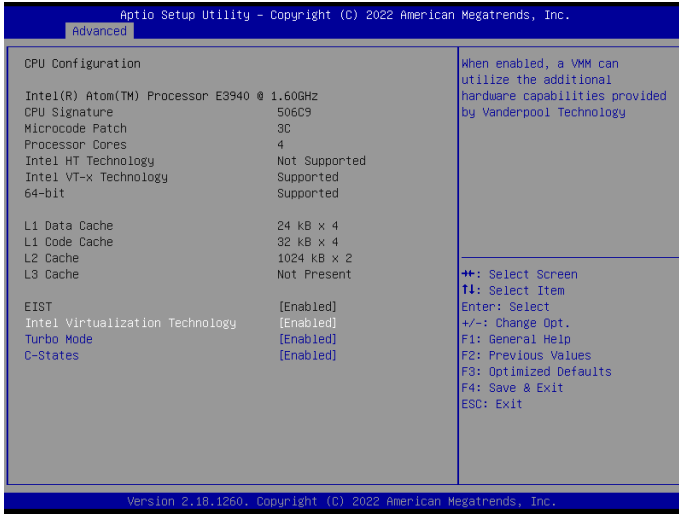 Aptio Setup Utility – Copyright (C) 2022 American Megatrends, Inc.
Advanced
CPU Configuration
Intel(R) Atom(TM) Processor E3940 @ 1.60GHz
CPU Signature 506C9
Microcode Patch 3C
Processor Cores 4
Intel HT Technology Not Supported
Intel VT-x Technology Supported
64-bit Supported
L1 Data Cache 24 kB x 4
L1 Code Cache 32 kB x 4
L2 Cache 1024 kB x 2
L3 Cache Not Present
EIST [Enabled]
Intel Virtualization Technology [Enabled]
Turbo Mode [Enabled]
C-States [Enabled]
When enabled, a VMM can
utilize the additional
hardware capabilities provided
by Vanderpool Technology
→←: Select Screen
↑↓: Select Item
Enter: Select
+/-: Change Opt.
F1: General Help
F2: Previous Values
F3: Optimized Defaults
F4: Save & Exit
ESC: Exit
Version 2.18.1260. Copyright (C) 2022 American Megatrends, Inc.